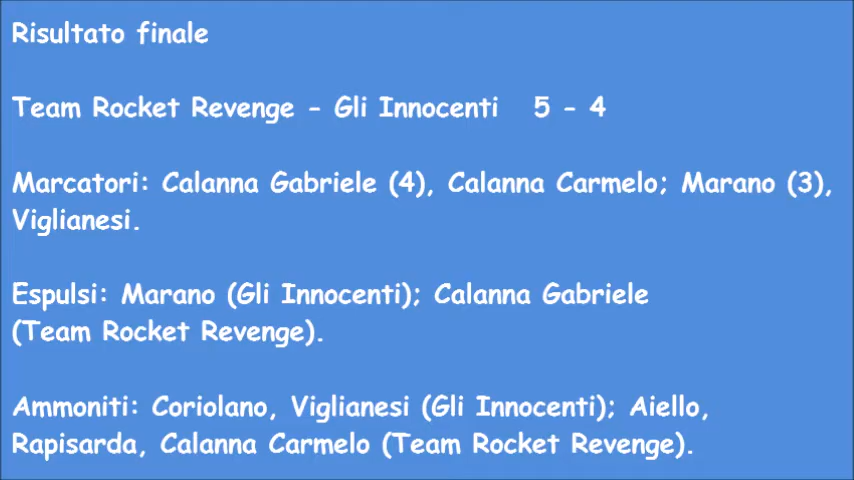 Risultato finale
Team Rocket Revenge - Gli Innocenti 5 - 4
Marcatori: Calanna Gabriele (4), Calanna Carmelo; Marano (3),
Viglianesi.
Espulsi: Marano (Gli Innocenti); Calanna Gabriele
(Team Rocket Revenge).
Ammoniti: Coriolano, Viglianesi (Gli Innocenti); Aiello,
Rapisarda, Calanna Carmelo (Team Rocket Revenge).